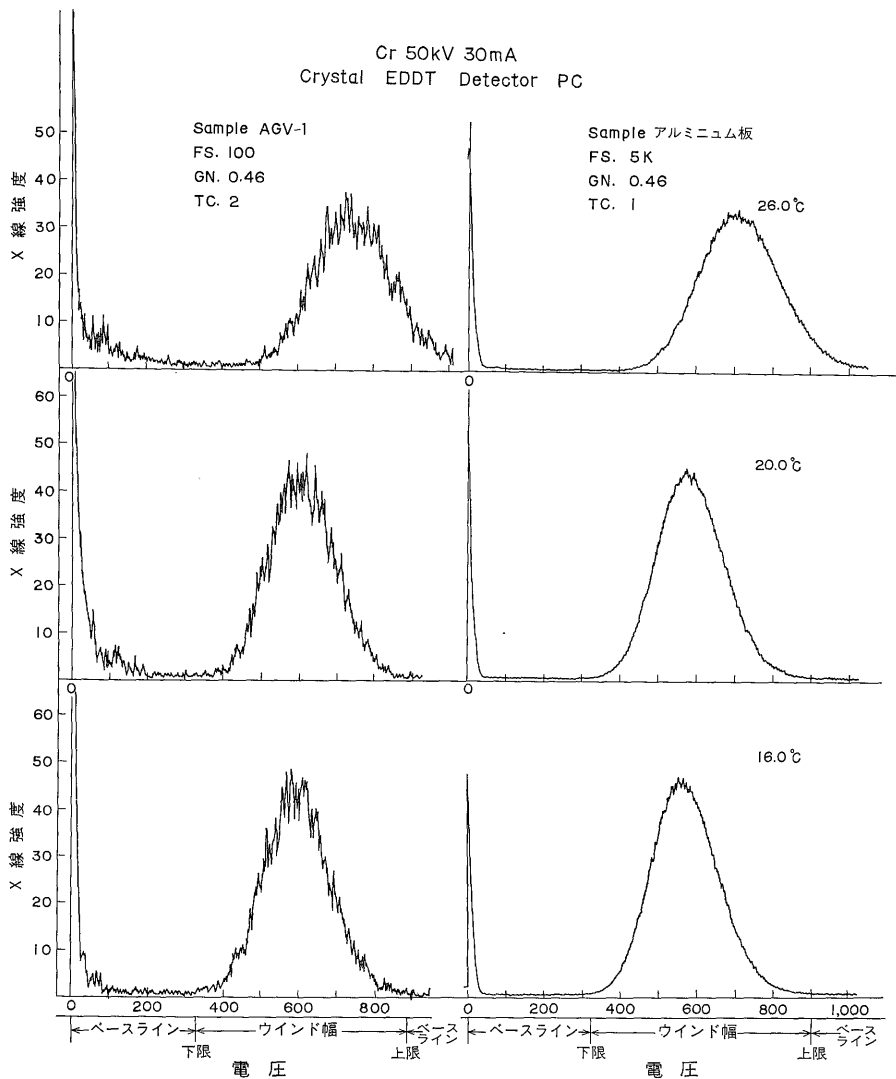 Cr 50kV 30mA
Crystal EDDT Detector PC
Sample AGV-1
FS. 100
GN. 0.46
TC. 2
Sample アルミニュム板
FS. 5K
GN. 0.46
TC. 1
26.0℃
X線強度
50
40
30
20
10
0
0
20.0℃
X線強度
60
50
40
30
20
10
0
0
16.0℃
X線強度
60
50
40
30
20
10
0 200 400 600 800
0 200 400 600 800 1,000
ベースライン ウインド幅 ベースライン
下限 上限
電圧
ベースライン ウインド幅 ベースライン
下限 上限
電圧